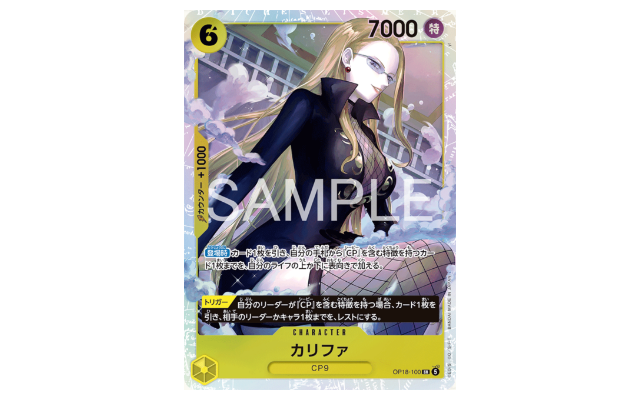 6
7000 特
カウンター +1000
SAMPLE
登場時 カード1枚を引き、自分の手札から「CP」を含む特徴を持つカー
ド1枚までを、自分のライフの上か下に表向きで加える。
トリガー 自分のリーダーが「CP」を含む特徴を持つ場合、カード1枚を
引き、相手のリーダーかキャラ1枚までを、レストにする。
CHARACTER
カリファ
CP9
OP18-100